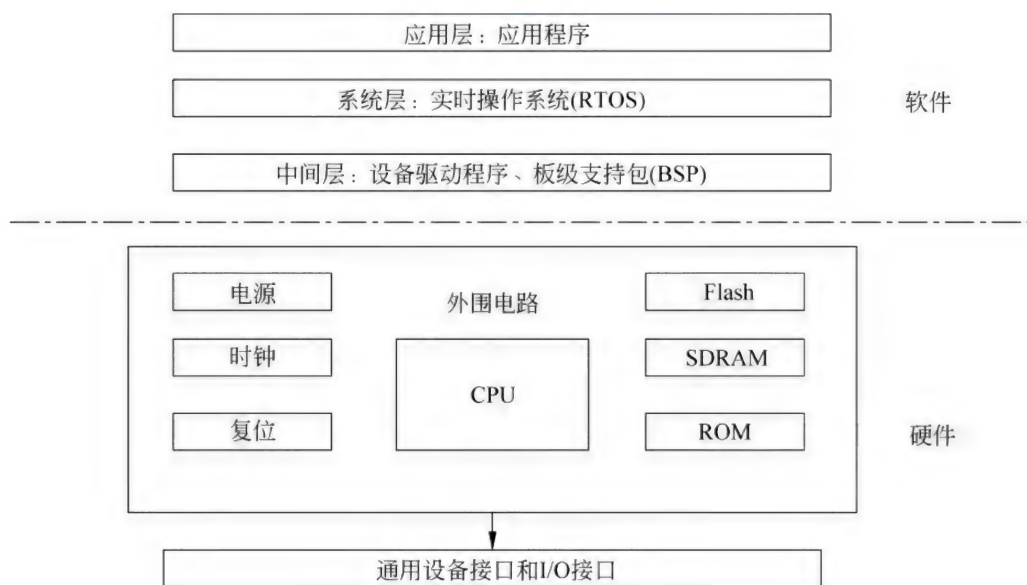 应用层：应用程序
系统层：实时操作系统(RTOS)
软件
中间层：设备驱动程序、板级支持包(BSP)
电源
外围电路
Flash
时钟
CPU
SDRAM
复位
ROM
硬件
通用设备接口和I/O接口